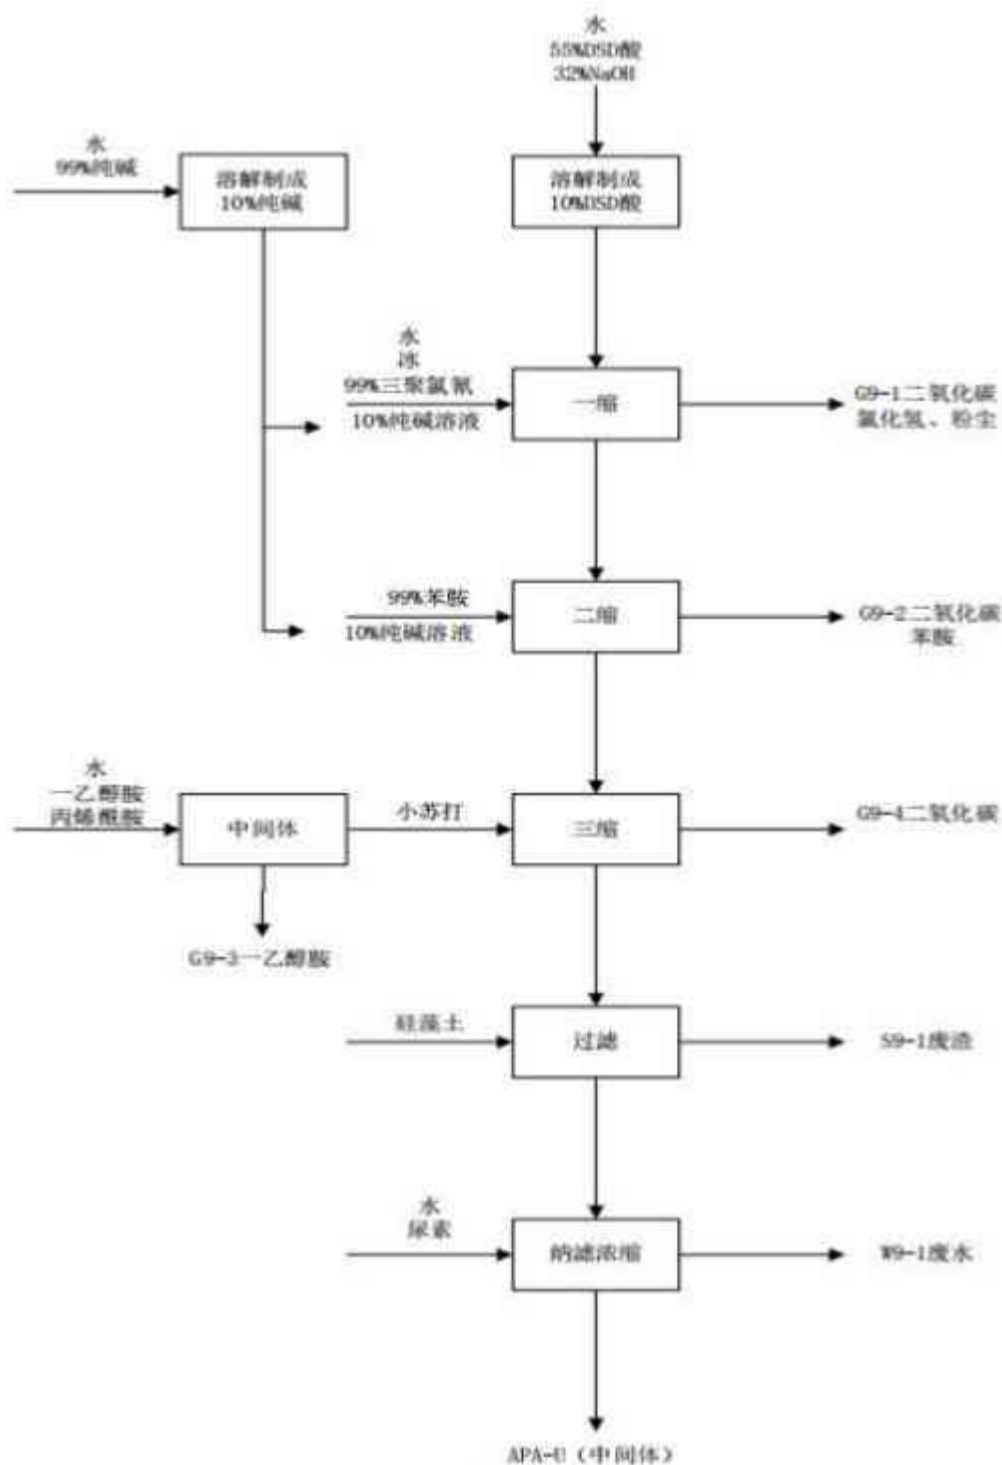 水
55%DSD酸
32%NaOH
水
99%纯碱
溶解制成
10%纯碱
溶解制成
10%DSD酸
水
冰
99%三聚氯氰
10%纯碱溶液
一缩
G9-1二氧化碳
氯化氢、粉尘
99%苯胺
10%纯碱溶液
二缩
G9-2二氧化碳
苯胺
水
一乙醇胺
丙烯酰胺
中间体
小苏打
三缩
G9-4二氧化碳
G9-3一乙醇胺
硅藻土
过滤
S9-1废渣
水
尿素
纳滤浓缩
W9-1废水
APA-U（中间体）